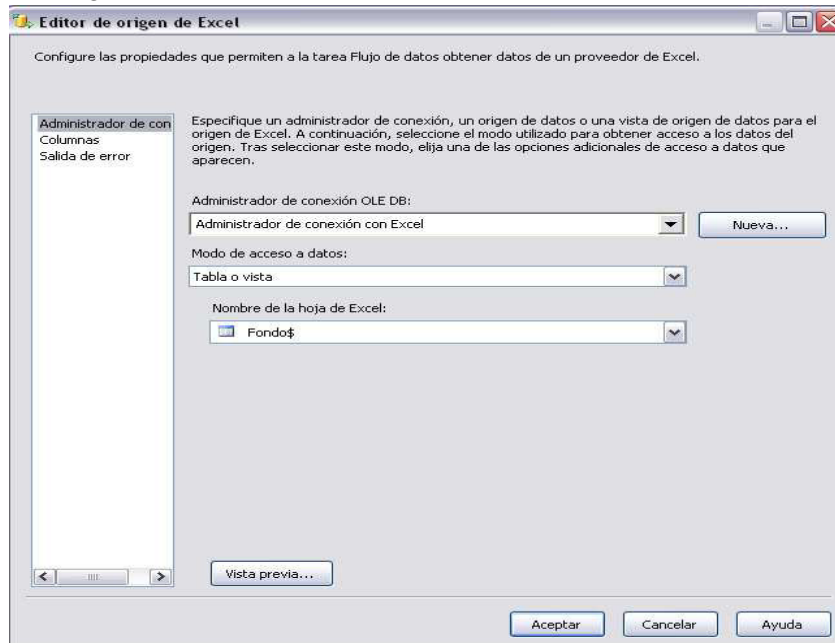 Editor de origen de Excel
Configure las propiedades que permiten a la tarea Flujo de datos obtener datos de un proveedor de Excel.
Administrador de con
Columnas
Salida de error
Especifique un administrador de conexión, un origen de datos o una vista de origen de datos para el
origen de Excel. A continuación, seleccione el modo utilizado para obtener acceso a los datos del
origen. Tras seleccionar este modo, elija una de las opciones adicionales de acceso a datos que
aparecen.
Administrador de conexión OLE DB:
Administrador de conexión con Excel
Nueva...
Modo de acceso a datos:
Tabla o vista
Nombre de la hoja de Excel:
Fondo$
Vista previa...
Aceptar
Cancelar
Ayuda